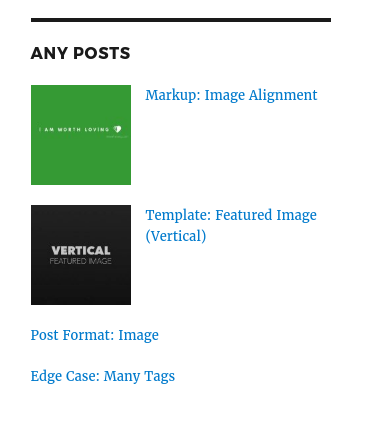 ANY POSTS
I AM WORTH LOVING
Markup: Image Alignment
VERTICAL
FEATURED IMAGE
Template: Featured Image
(Vertical)
Post Format: Image
Edge Case: Many Tags